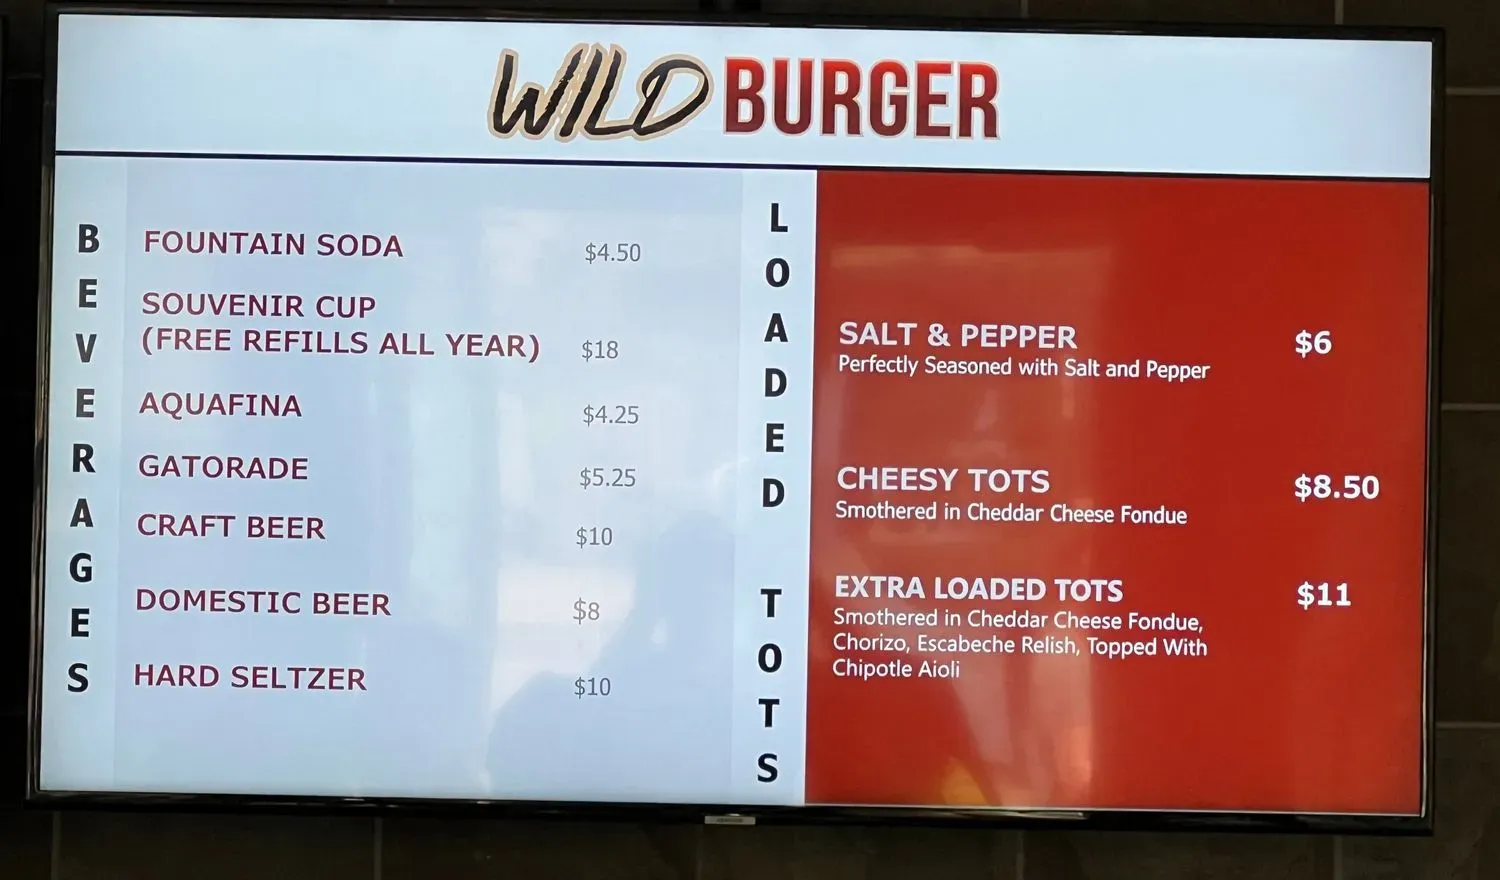 WILD BURGER
BEVERAGES
FOUNTAIN SODA $4.50
SOUVENIR CUP
(FREE REFILLS ALL YEAR) $18
AQUAFINA $4.25
GATORADE $5.25
CRAFT BEER $10
DOMESTIC BEER $8
HARD SELTZER $10
LOADED TOTS
SALT & PEPPER $6
Perfectly Seasoned with Salt and Pepper
CHEESY TOTS $8.50
Smothered in Cheddar Cheese Fondue
EXTRA LOADED TOTS $11
Smothered in Cheddar Cheese Fondue,
Chorizo, Escabeche Relish, Topped With
Chipotle Aioli